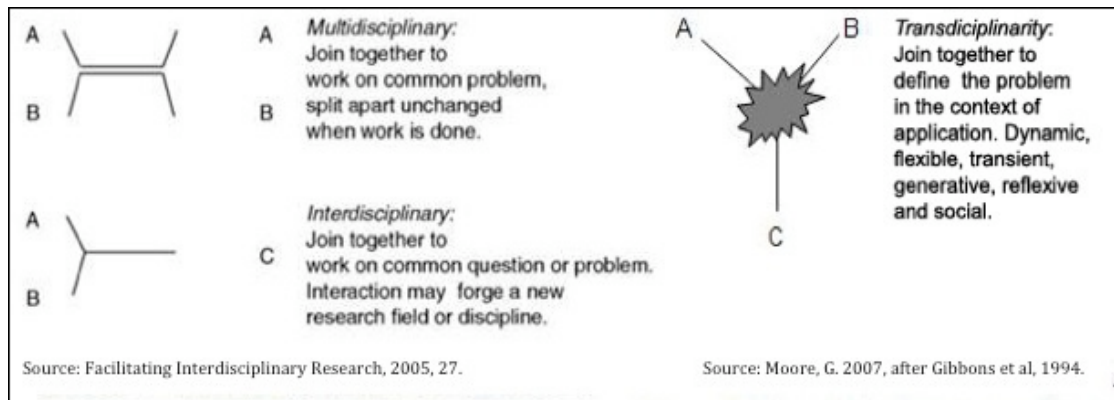 A
B
A
B
Multidisciplinary:
Join together to
work on common problem,
split apart unchanged
when work is done.
A
B
C
Interdisciplinary:
Join together to
work on common question or problem.
Interaction may forge a new
research field or discipline.
A
B
C
Transdiciplinarity:
Join together to
define the problem
in the context of
application. Dynamic,
flexible, transient,
generative, reflexive
and social.
Source: Facilitating Interdisciplinary Research, 2005, 27.
Source: Moore, G. 2007, after Gibbons et al, 1994.